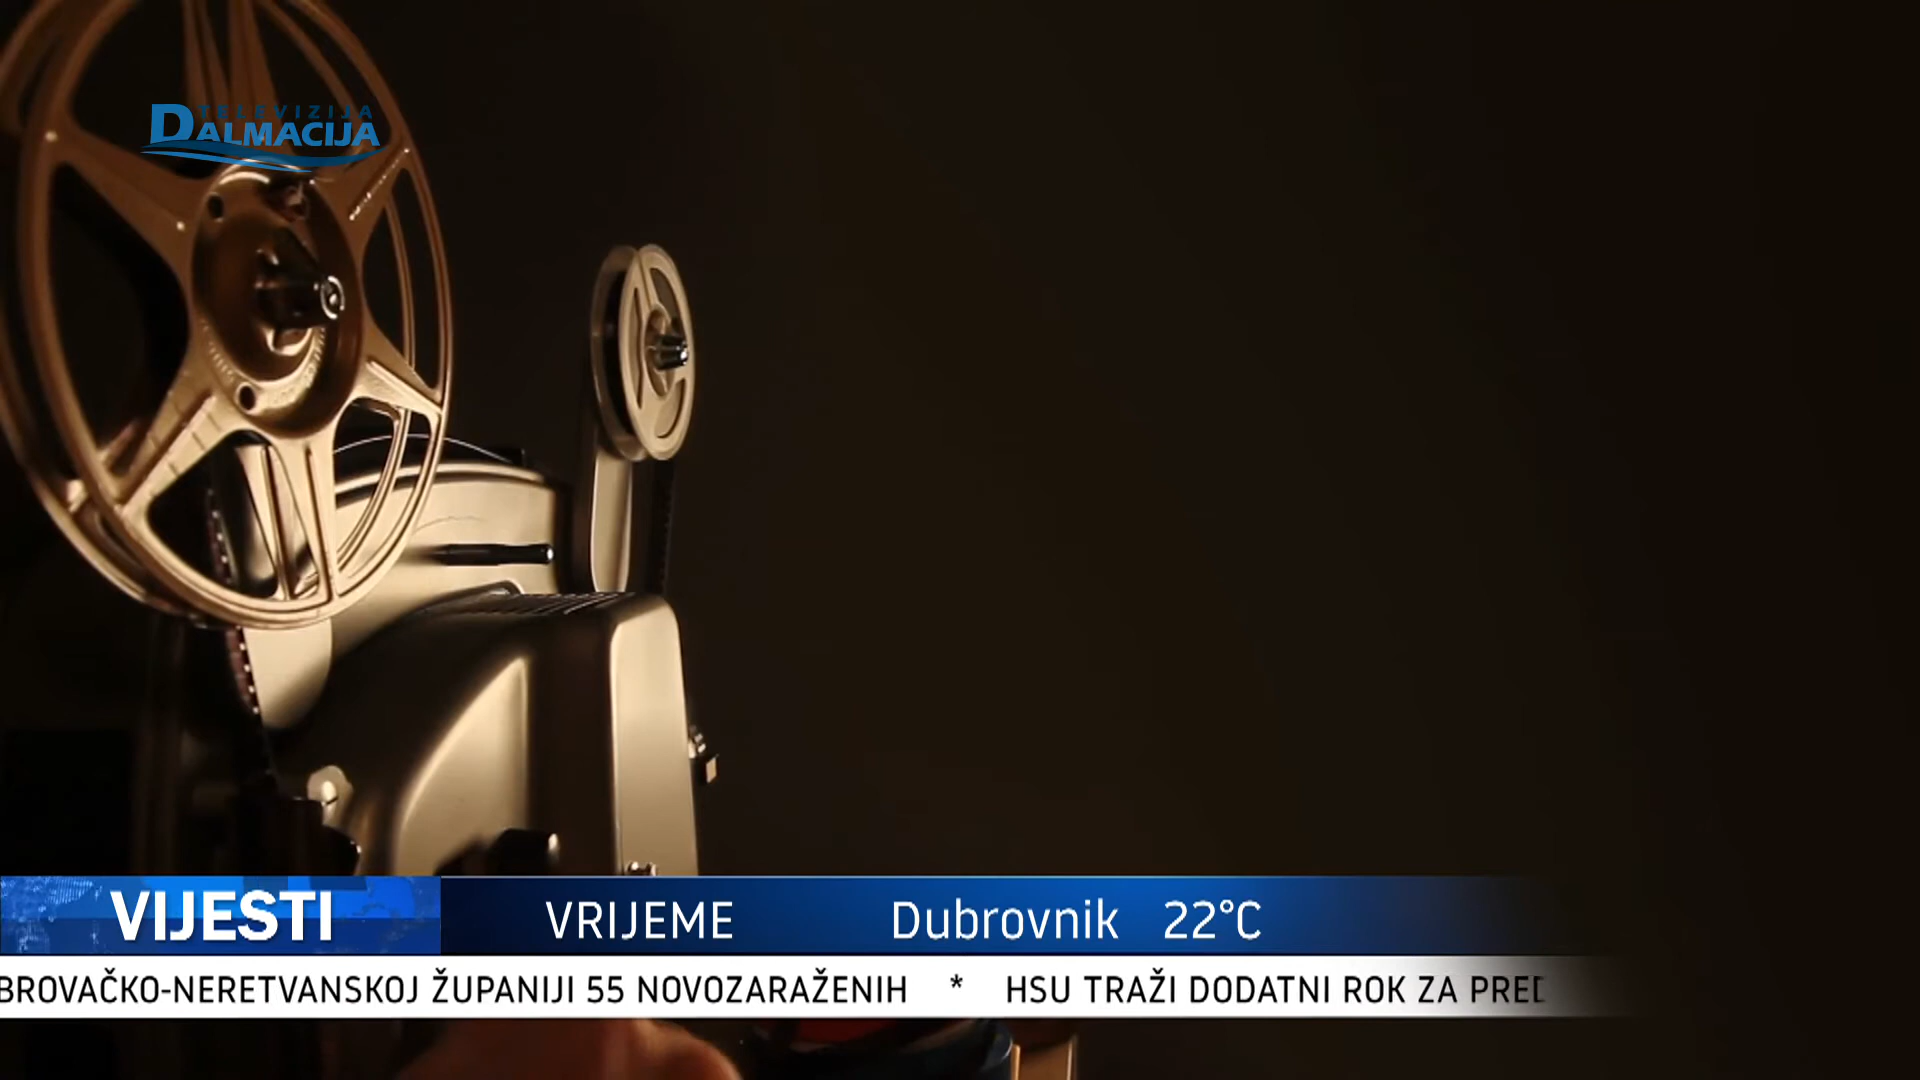 TELEVIZIJA
DALMACIJA
VIJESTI VRIJEME Dubrovnik 22°C
BROVAČKO-NERETVANSKOJ ŽUPANIJI 55 NOVOZARAŽENIH * HSU TRAŽI DODATNI ROK ZA PRED